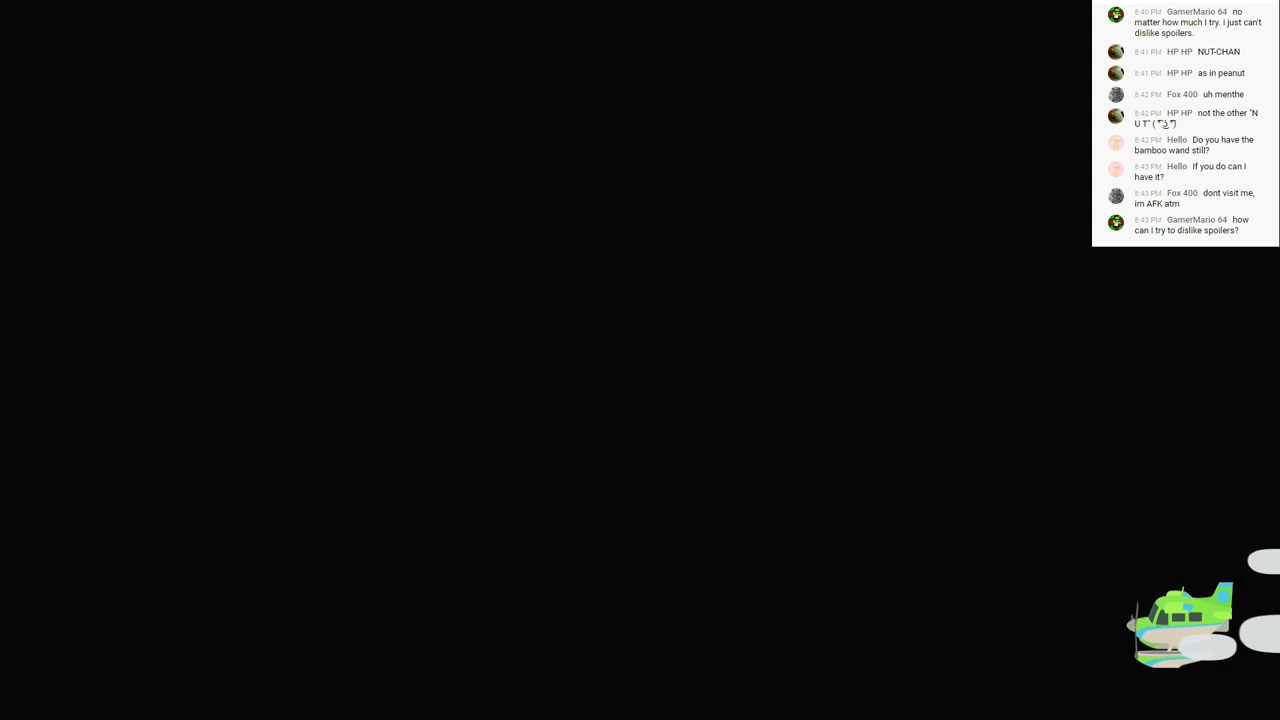 8:40 PM GamerMario 64 no
matter how much I try. i just can't
dislike spoilers.
8:41 PM HP HP NUT-CHAN
8:41 PM HP HP as in peanut
8:42 PM Fox 400 uh menthe
8:42 PM HP HP not the other "N
U T" ( ͡° ͜ʖ ͡°)
8:42 PM Hello Do you have the
bamboo wand still?
8:43 PM Hello If you do can I
have it?
8:43 PM Fox 400 dont visit me,
im AFK atm
8:43 PM GamerMario 64 how
can I try to dislike spoilers?